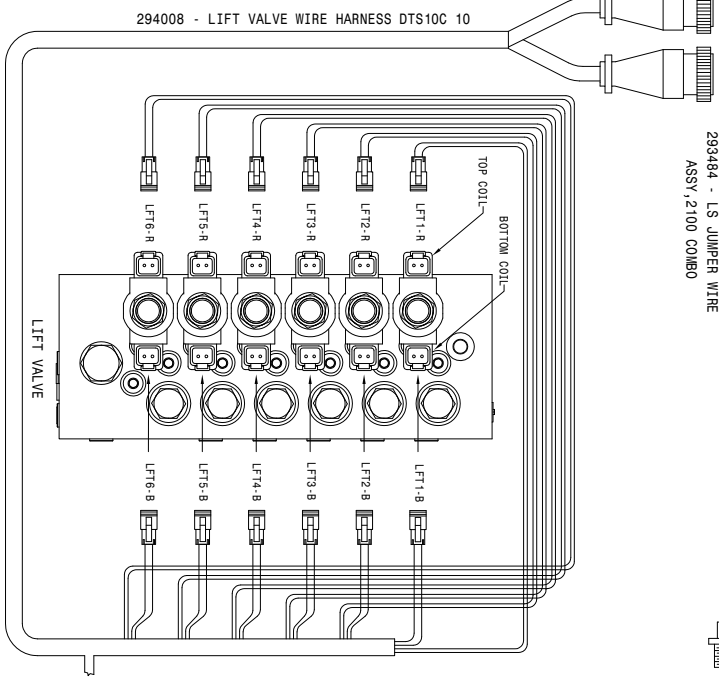 294008 - LIFT VALVE WIRE HARNESS DTS10C 10
293484 - LS JUMPER WIRE
ASSY,2100 COMBO
TOP COIL
BOTTOM COIL
LFT6-R
LFT5-R
LFT4-R
LFT3-R
LFT2-R
LFT1-R
LIFT VALVE
LFT6-B
LFT5-B
LFT4-B
LFT3-B
LFT2-B
LFT1-B